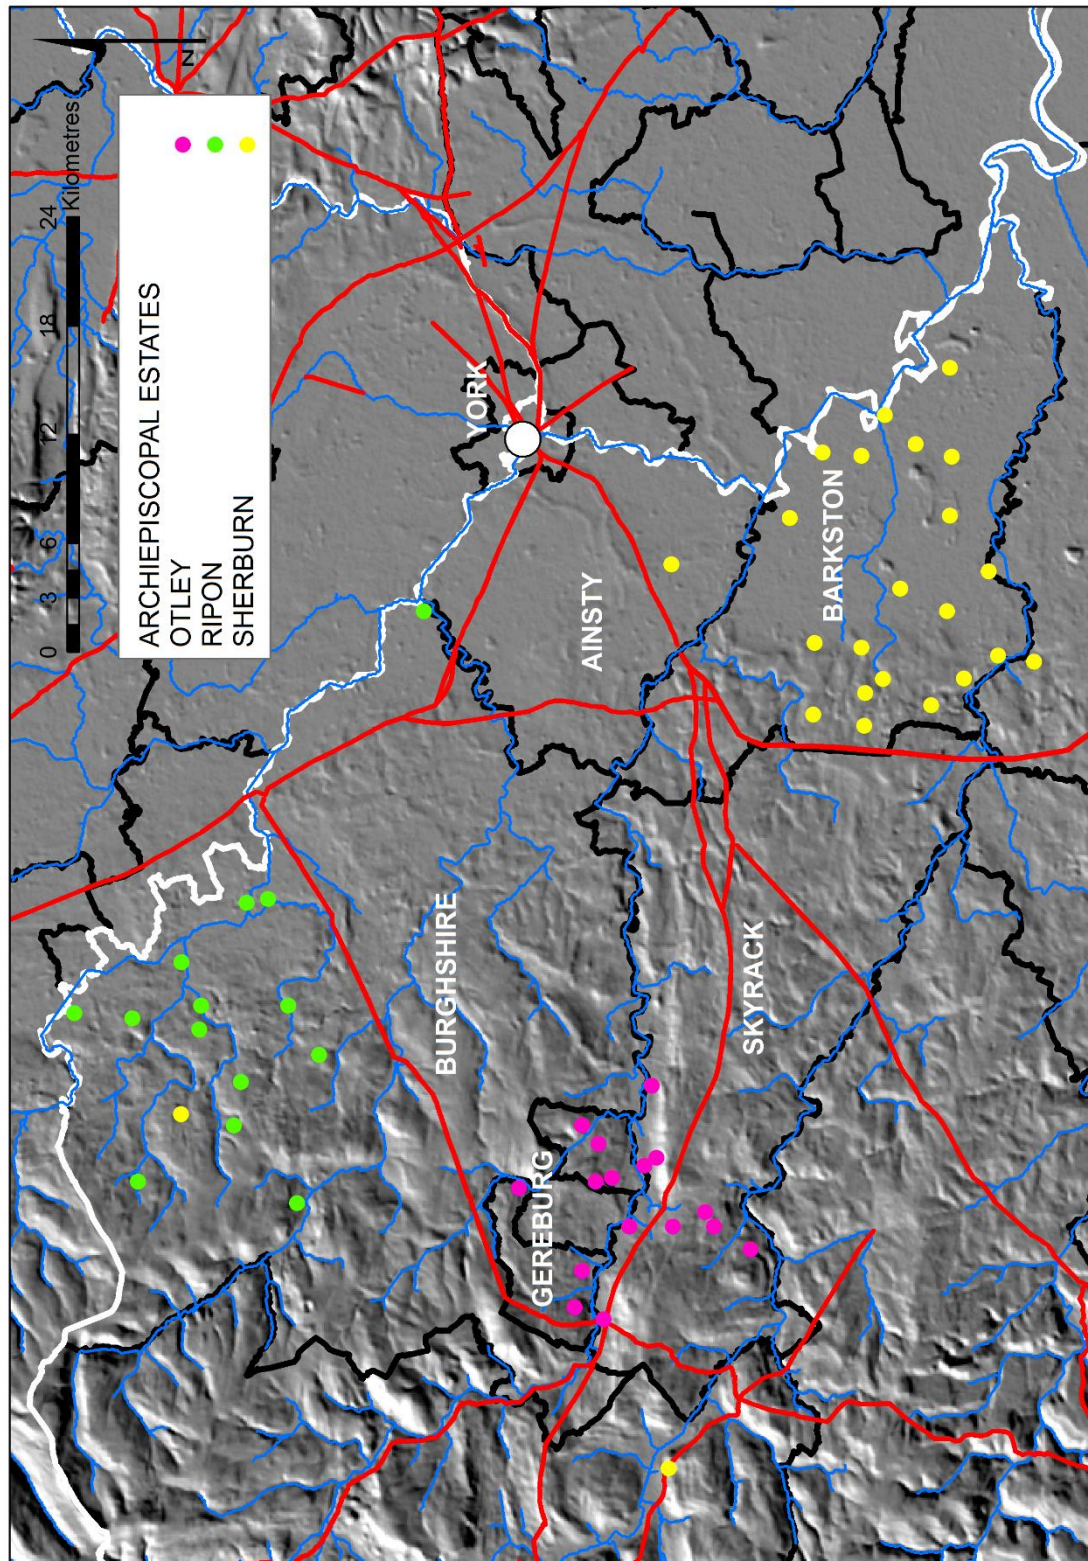 N
0 3 6 12 18 24
Kilometres
ARCHIEPISCOPAL ESTATES
OTLEY
RIPON
SHERBURN
YORK
AINSTY
BARKSTON
BURGHSHIRE
GEREBURG
SKYRACK